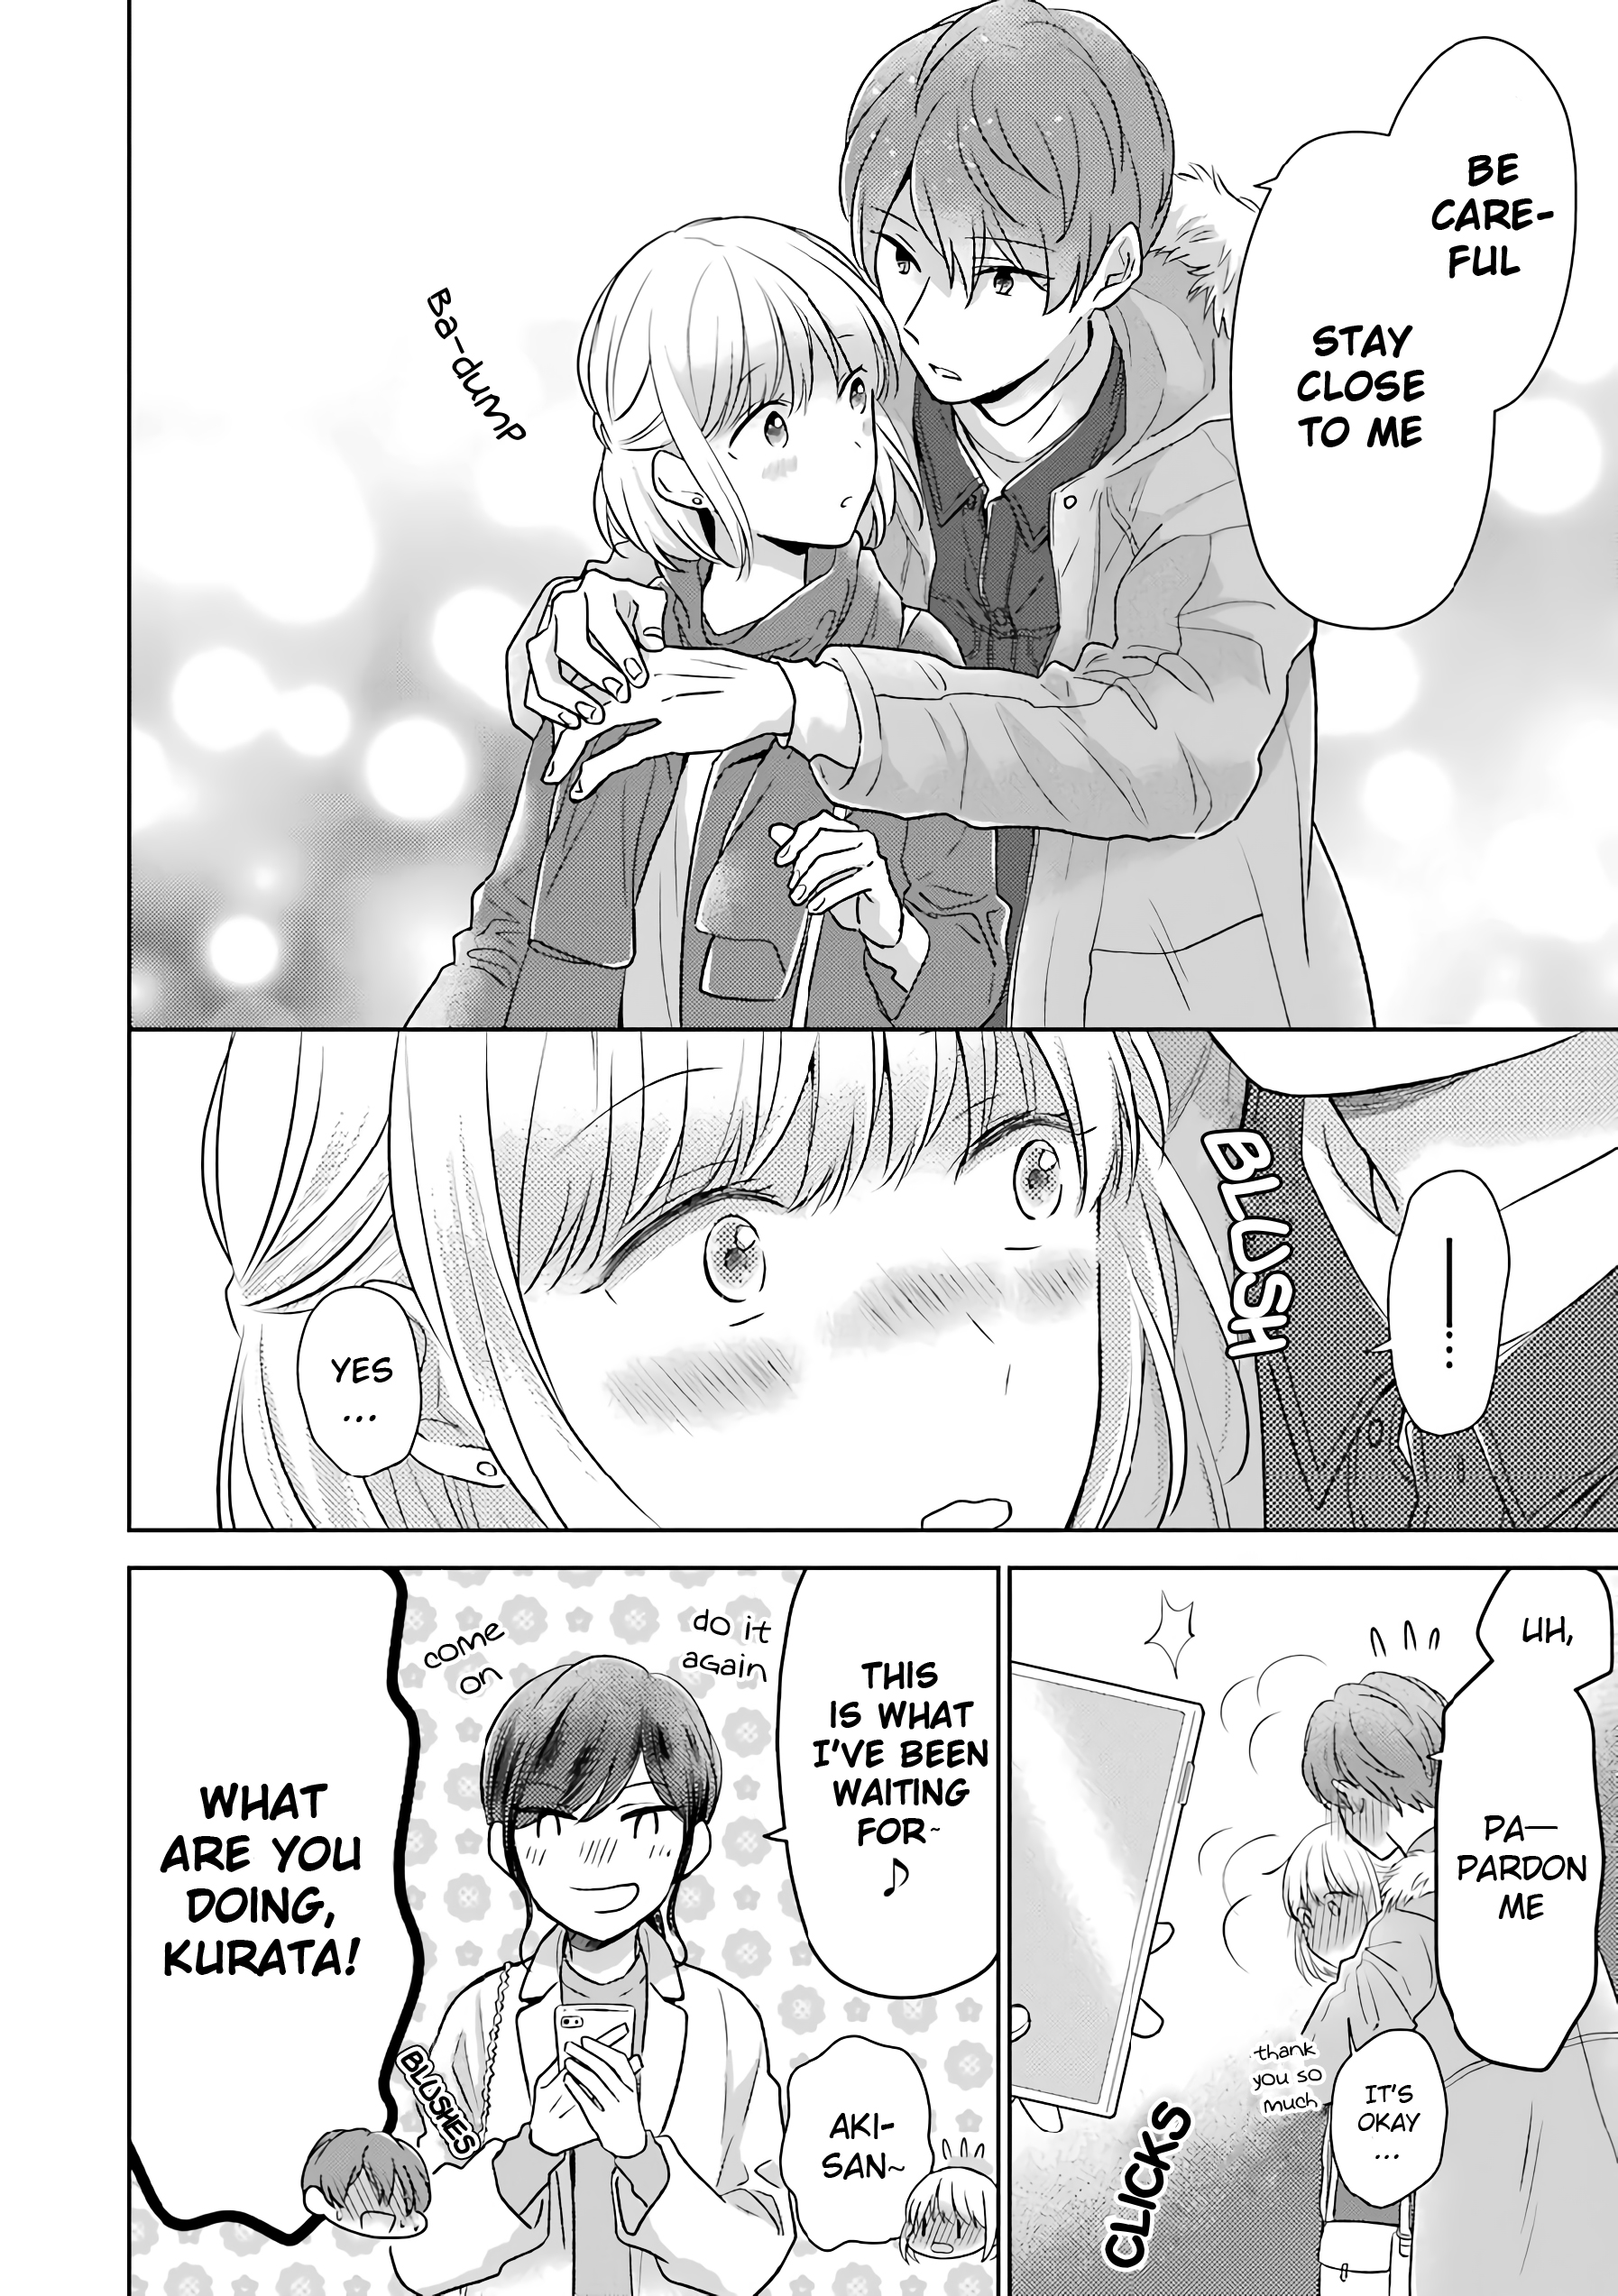 BE
CARE-
FUL
STAY
CLOSE
TO ME
Ba-dump
BLUSH
—...
YES
...
UH,
PA—
PARDON
ME
thank
you so
much
IT'S
OKAY
...
CLICKS
THIS
IS WHAT
I'VE BEEN
WAITING
FOR~
♪
do it
again
come
on
AKI-
SAN~
WHAT
ARE YOU
DOING,
KURATA!
BLUSHES